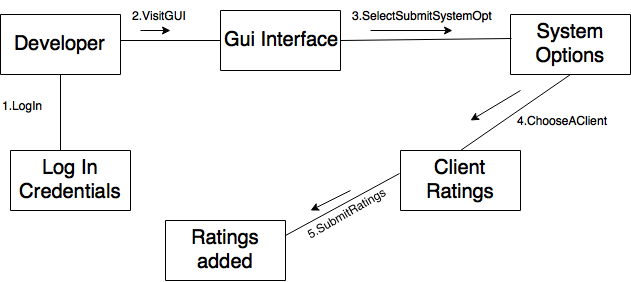 2.VisitGUI
3.SelectSubmitSystemOpt
Developer
Gui Interface
System
Options
1.LogIn
4.ChooseAClient
Log In
Credentials
Client
Ratings
5.SubmitRatings
Ratings
added